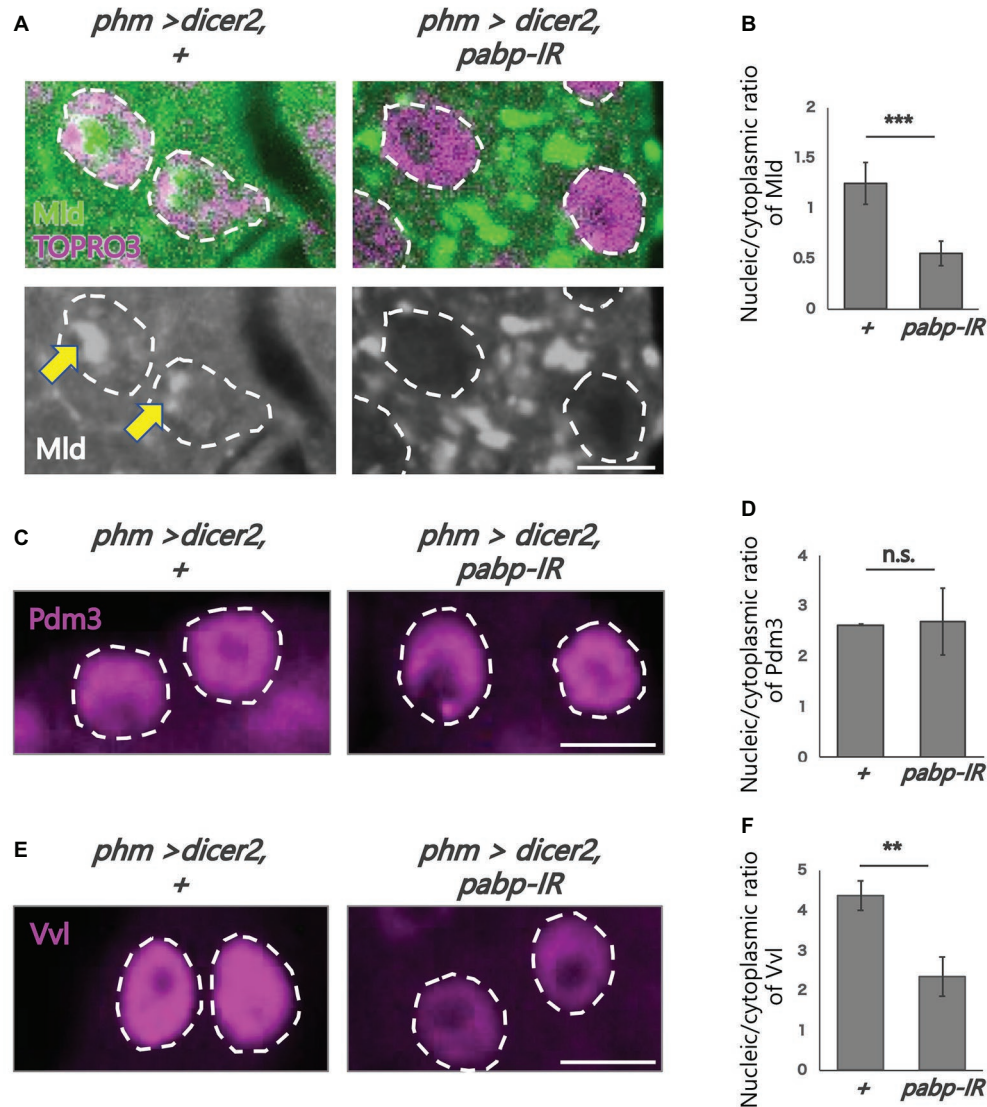 A
phm >dicer2,
+
phm > dicer2,
pabp-IR
Mld
TOPRO3
Mld
B
Nucleic/cytoplasmic ratio
of Mld
2
1.5
1
0.5
0
***
+
pabp-IR
C
phm >dicer2,
+
phm > dicer2,
pabp-IR
Pdm3
D
Nucleic/cytoplasmic ratio
of Pdm3
4
3
2
1
0
n.s.
+
pabp-IR
E
phm >dicer2,
+
phm > dicer2,
pabp-IR
Vvl
F
Nucleic/cytoplasmic ratio
of Vvl
5
4
3
2
1
0
**
+
pabp-IR